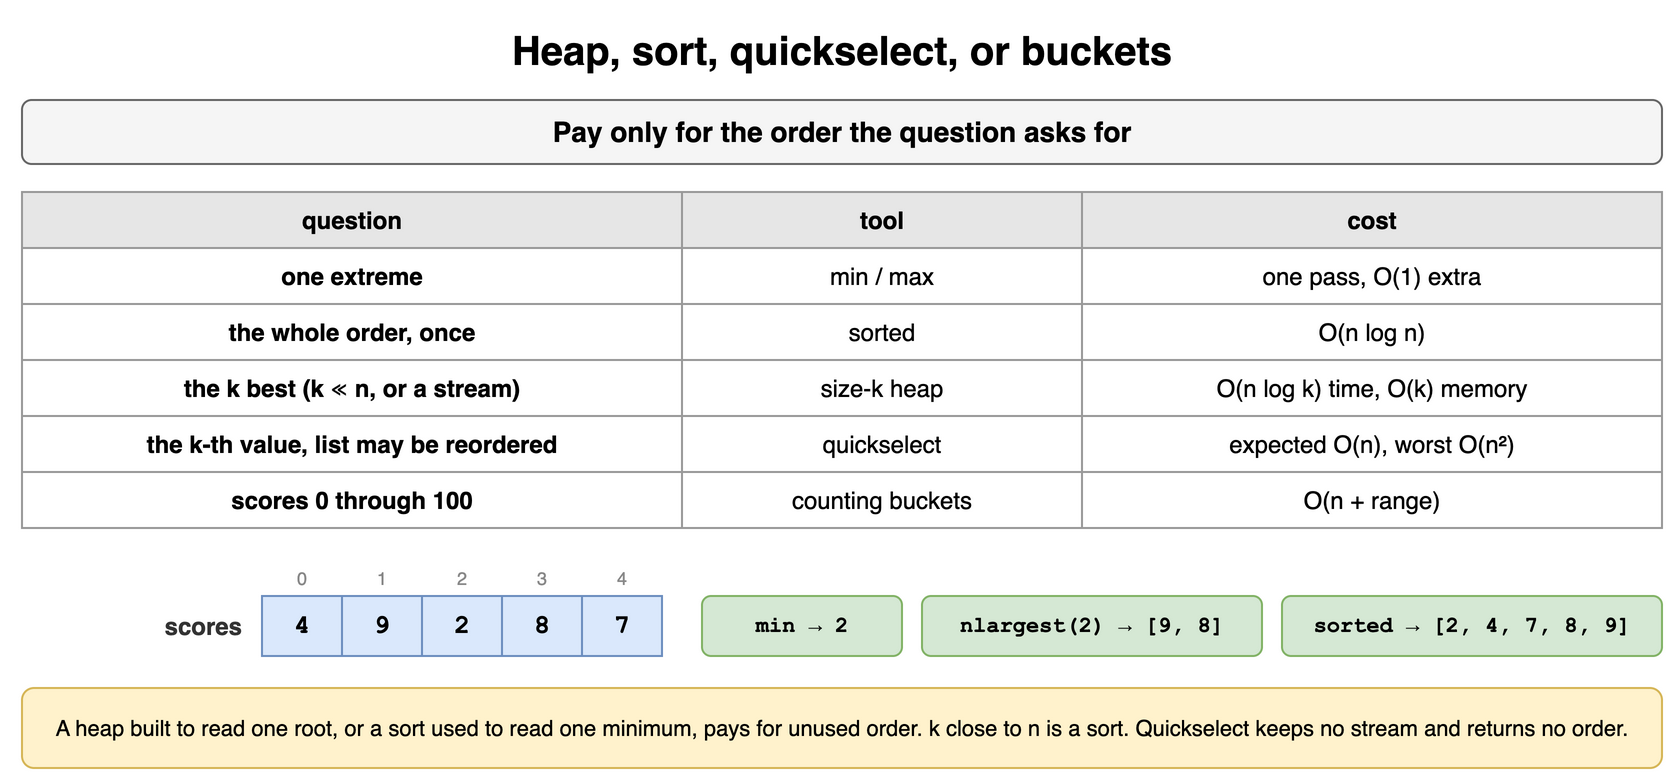 Heap, sort, quickselect, or buckets
Pay only for the order the question asks for
question tool cost
one extreme min / max one pass, O(1) extra
the whole order, once sorted O(n log n)
the k best (k ≪ n, or a stream) size-k heap O(n log k) time, O(k) memory
the k-th value, list may be reordered quickselect expected O(n), worst O(n²)
scores 0 through 100 counting buckets O(n + range)
0 1 2 3 4
scores 4 9 2 8 7 min → 2 nlargest(2) → [9, 8] sorted → [2, 4, 7, 8, 9]
A heap built to read one root, or a sort used to read one minimum, pays for unused order. k close to n is a sort. Quickselect keeps no stream and returns no order.